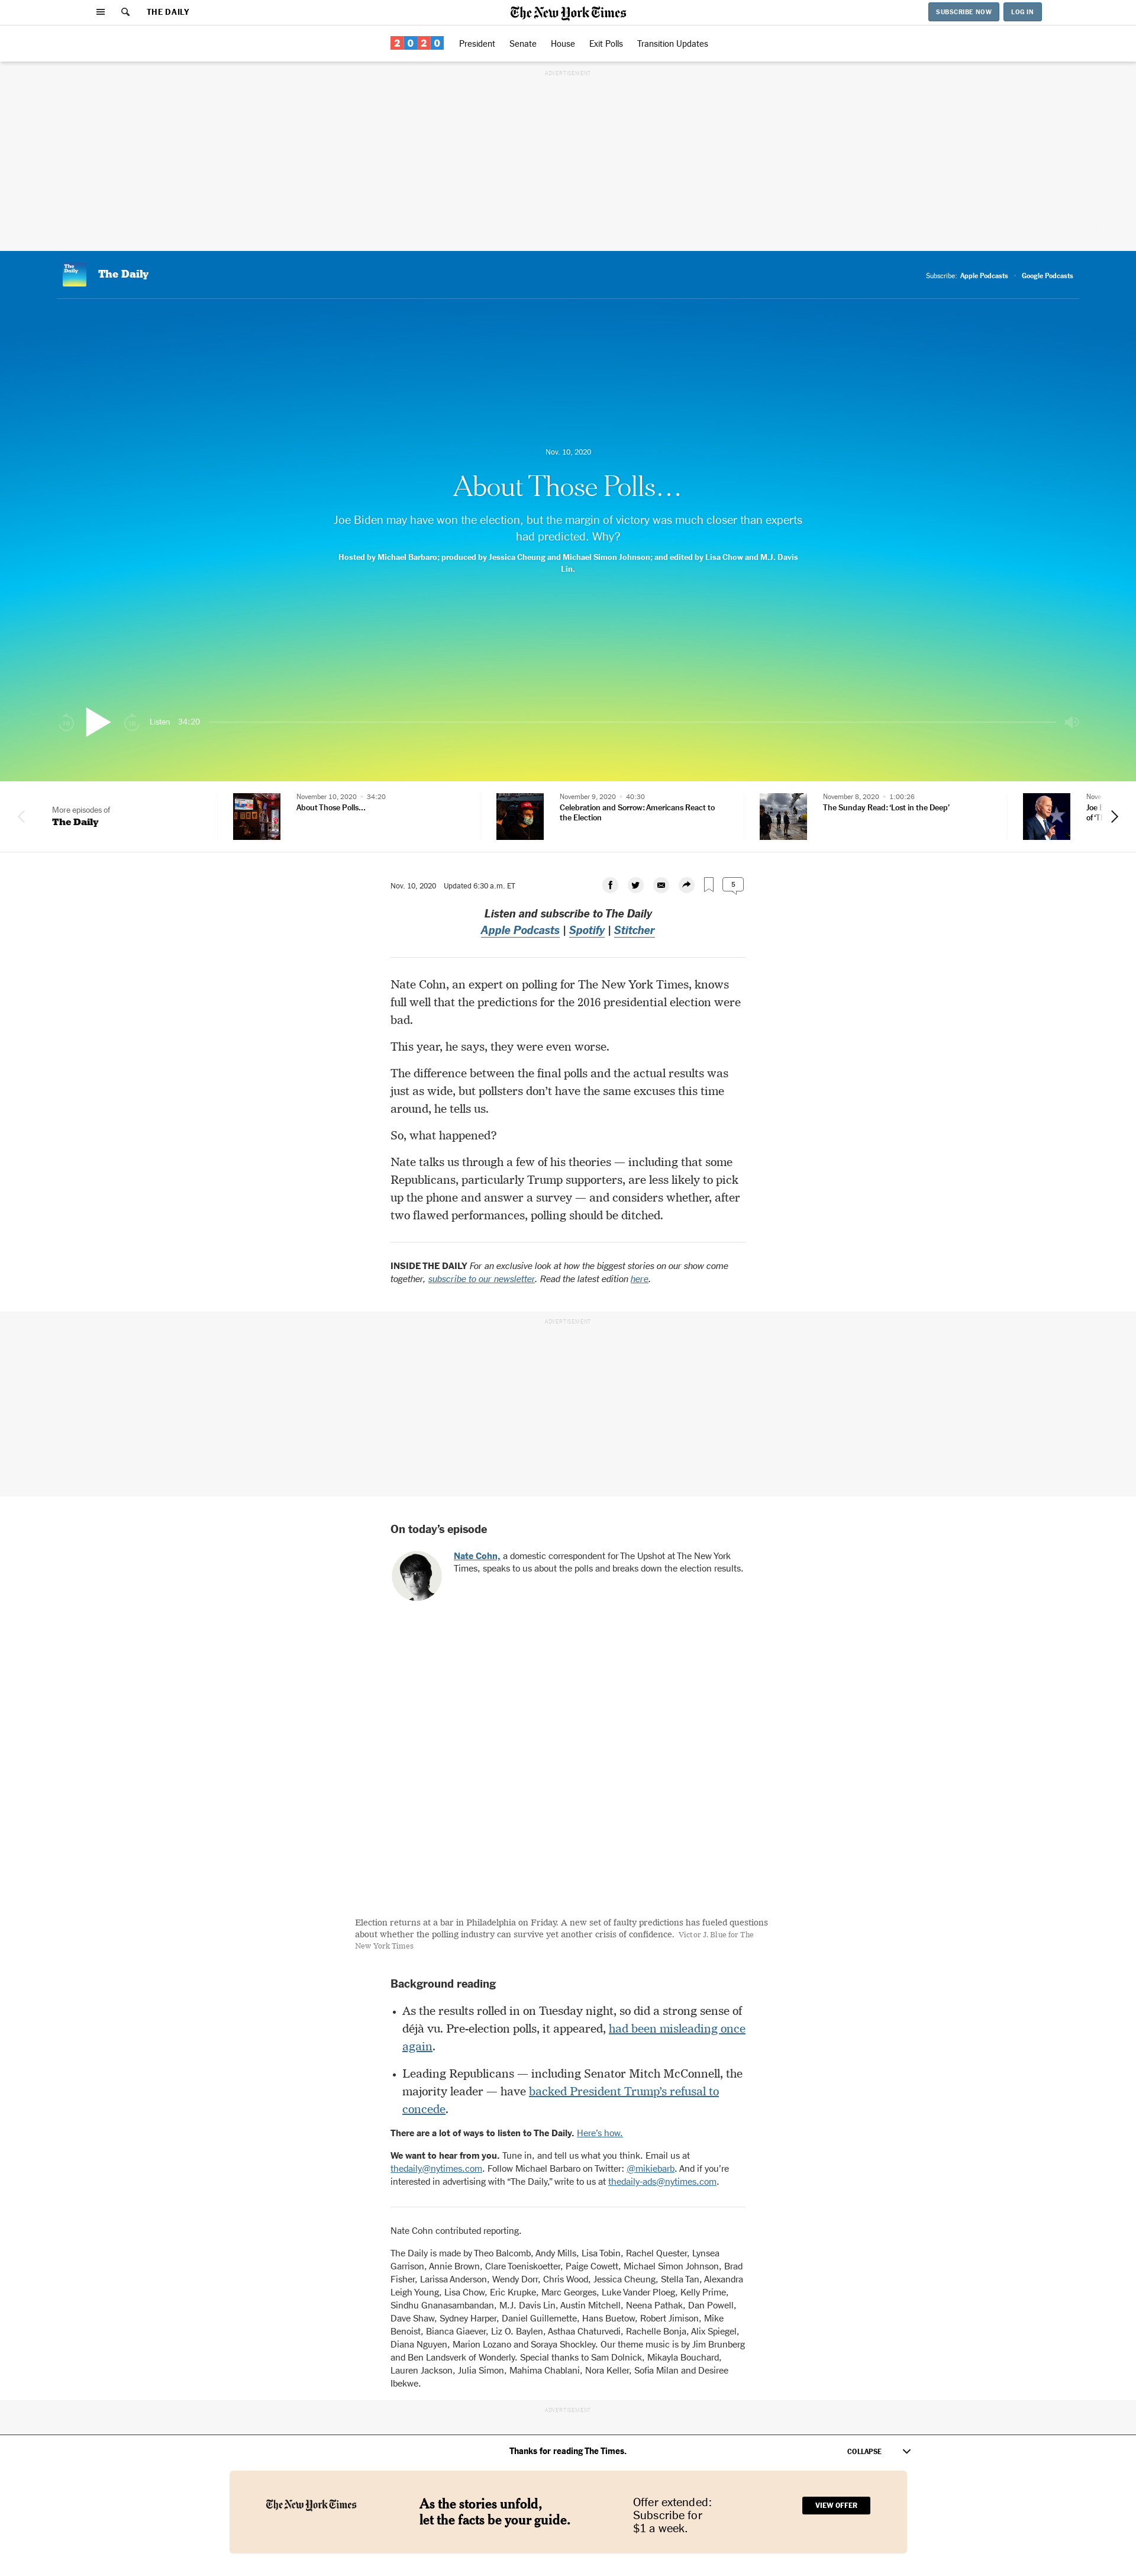 THE DAILY
The New York Times
SUBSCRIBE NOW
LOG IN
2020
President
Senate
House
Exit Polls
Transition Updates
ADVERTISEMENT
The Daily
The Daily
Subscribe: Apple Podcasts · Google Podcasts
Nov. 10, 2020
About Those Polls…
Joe Biden may have won the election, but the margin of victory was much closer than experts
had predicted. Why?
Hosted by Michael Barbaro; produced by Jessica Cheung and Michael Simon Johnson; and edited by Lisa Chow and M.J. Davis
Lin.
Listen 34:20
More episodes of
The Daily
November 10, 2020 • 34:20
About Those Polls…
November 9, 2020 • 40:30
Celebration and Sorrow: Americans React to
the Election
November 8, 2020 • 1:00:26
The Sunday Read: ‘Lost in the Deep’
Nov. 10, 2020 Updated 6:30 a.m. ET
5
Listen and subscribe to The Daily
Apple Podcasts | Spotify | Stitcher
Nate Cohn, an expert on polling for The New York Times, knows
full well that the predictions for the 2016 presidential election were
bad.
This year, he says, they were even worse.
The difference between the final polls and the actual results was
just as wide, but pollsters don’t have the same excuses this time
around, he tells us.
So, what happened?
Nate talks us through a few of his theories — including that some
Republicans, particularly Trump supporters, are less likely to pick
up the phone and answer a survey — and considers whether, after
two flawed performances, polling should be ditched.
INSIDE THE DAILY For an exclusive look at how the biggest stories on our show come
together, subscribe to our newsletter. Read the latest edition here.
ADVERTISEMENT
On today’s episode
Nate Cohn, a domestic correspondent for The Upshot at The New York
Times, speaks to us about the polls and breaks down the election results.
Election returns at a bar in Philadelphia on Friday. A new set of faulty predictions has fueled questions
about whether the polling industry can survive yet another crisis of confidence. Victor J. Blue for The
New York Times
Background reading
• As the results rolled in on Tuesday night, so did a strong sense of
déjà vu. Pre-election polls, it appeared, had been misleading once
again.
• Leading Republicans — including Senator Mitch McConnell, the
majority leader — have backed President Trump’s refusal to
concede.
There are a lot of ways to listen to The Daily. Here’s how.
We want to hear from you. Tune in, and tell us what you think. Email us at
thedaily@nytimes.com. Follow Michael Barbaro on Twitter: @mikiebarb. And if you’re
interested in advertising with “The Daily,” write to us at thedaily-ads@nytimes.com.
Nate Cohn contributed reporting.
The Daily is made by Theo Balcomb, Andy Mills, Lisa Tobin, Rachel Quester, Lynsea
Garrison, Annie Brown, Clare Toeniskoetter, Paige Cowett, Michael Simon Johnson, Brad
Fisher, Larissa Anderson, Wendy Dorr, Chris Wood, Jessica Cheung, Stella Tan, Alexandra
Leigh Young, Lisa Chow, Eric Krupke, Marc Georges, Luke Vander Ploeg, Kelly Prime,
Sindhu Gnanasambandan, M.J. Davis Lin, Austin Mitchell, Neena Pathak, Dan Powell,
Dave Shaw, Sydney Harper, Daniel Guillemette, Hans Buetow, Robert Jimison, Mike
Benoist, Bianca Giaever, Liz O. Baylen, Asthaa Chaturvedi, Rachelle Bonja, Alix Spiegel,
Diana Nguyen, Marion Lozano and Soraya Shockley. Our theme music is by Jim Brunberg
and Ben Landsverk of Wonderly. Special thanks to Sam Dolnick, Mikayla Bouchard,
Lauren Jackson, Julia Simon, Mahima Chablani, Nora Keller, Sofia Milan and Desiree
Ibekwe.
ADVERTISEMENT
Thanks for reading The Times.
COLLAPSE
The New York Times
As the stories unfold,
let the facts be your guide.
Offer extended:
Subscribe for
$1 a week.
VIEW OFFER